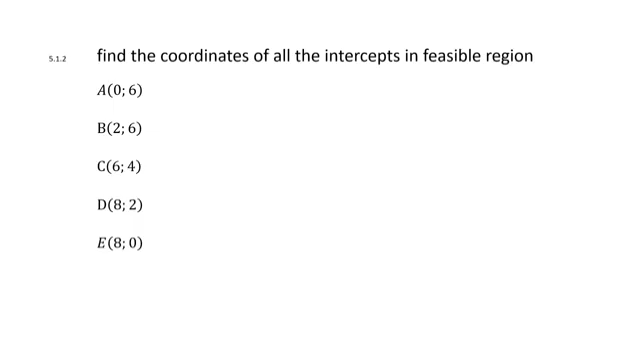 5.1.2 find the coordinates of all the intercepts in feasible region
A(0; 6)
B(2; 6)
C(6; 4)
D(8; 2)
E(8; 0)